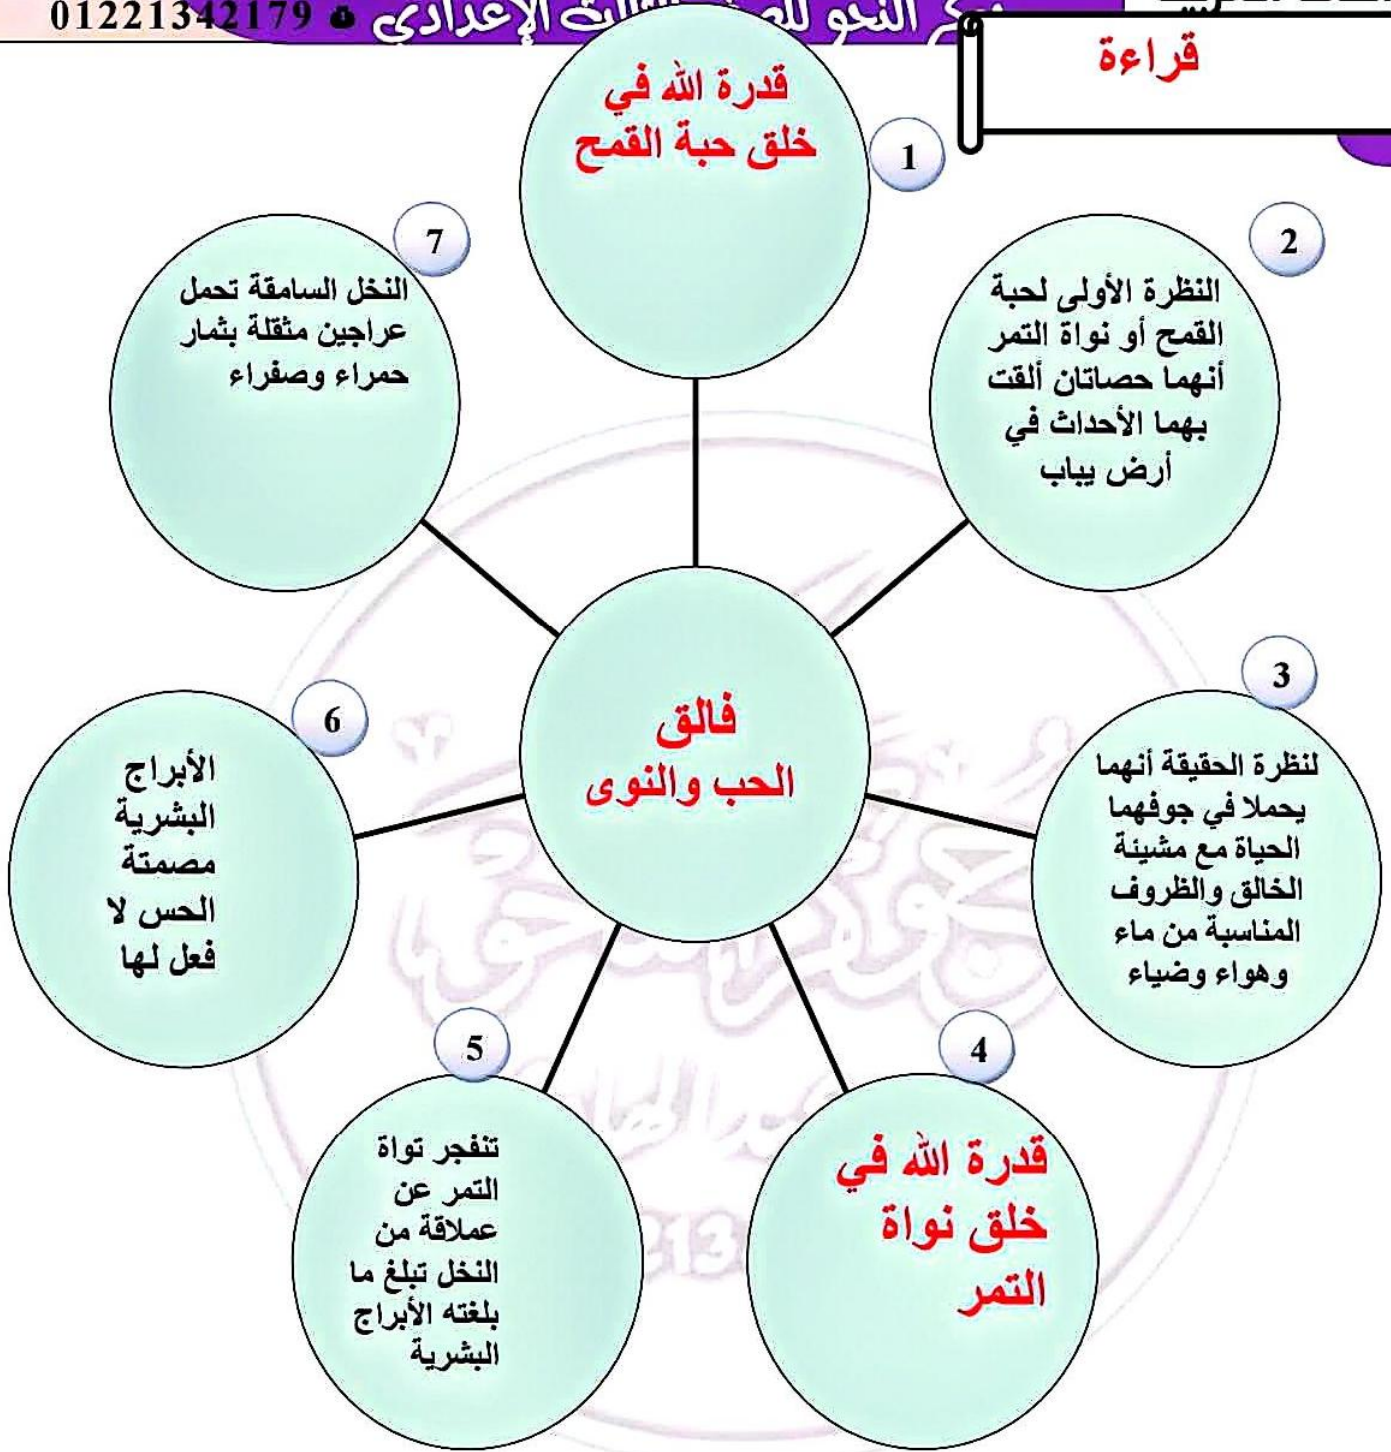 01221342179
النحو
الثالث الإعدادي
قراءة
قدرة الله في
خلق حبة القمح
1
2
النظرة الأولى لحبة
القمح أو نواة التمر
أنهما حصاتان ألقت
بهما الأحداث في
أرض يباب
3
لنظرة الحقيقة أنهما
يحملا في جوفهما
الحياة مع مشيئة
الخالق والظروف
المناسبة من ماء
وهواء وضياء
4
قدرة الله في
خلق نواة
التمر
5
تنفجر تواة
التمر عن
عملاقة من
النخل تبلغ ما
بلغته الأبراج
البشرية
6
الأبراج
البشرية
مصمتة
الحس لا
فعل لها
7
النخل السامقة تحمل
عراجين مثقلة بثمار
حمراء وصفراء
فالق
الحب والنوى